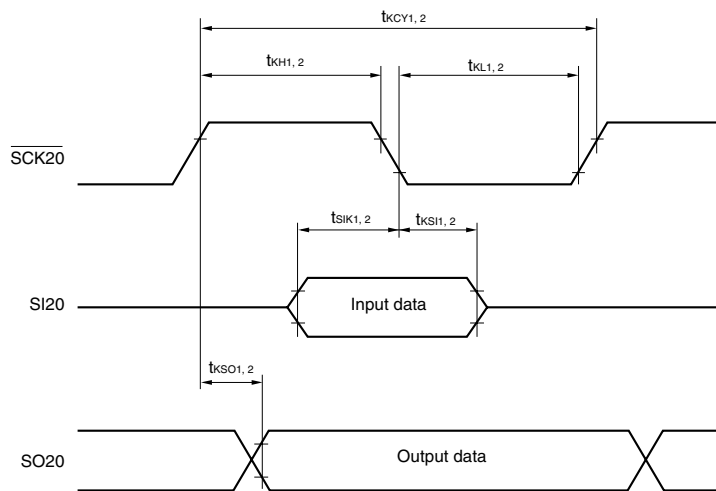 tKCY1, 2
tKH1, 2
tKL1, 2
SCK20
tSIK1, 2
tKSI1, 2
SI20
Input data
tKSO1, 2
SO20
Output data